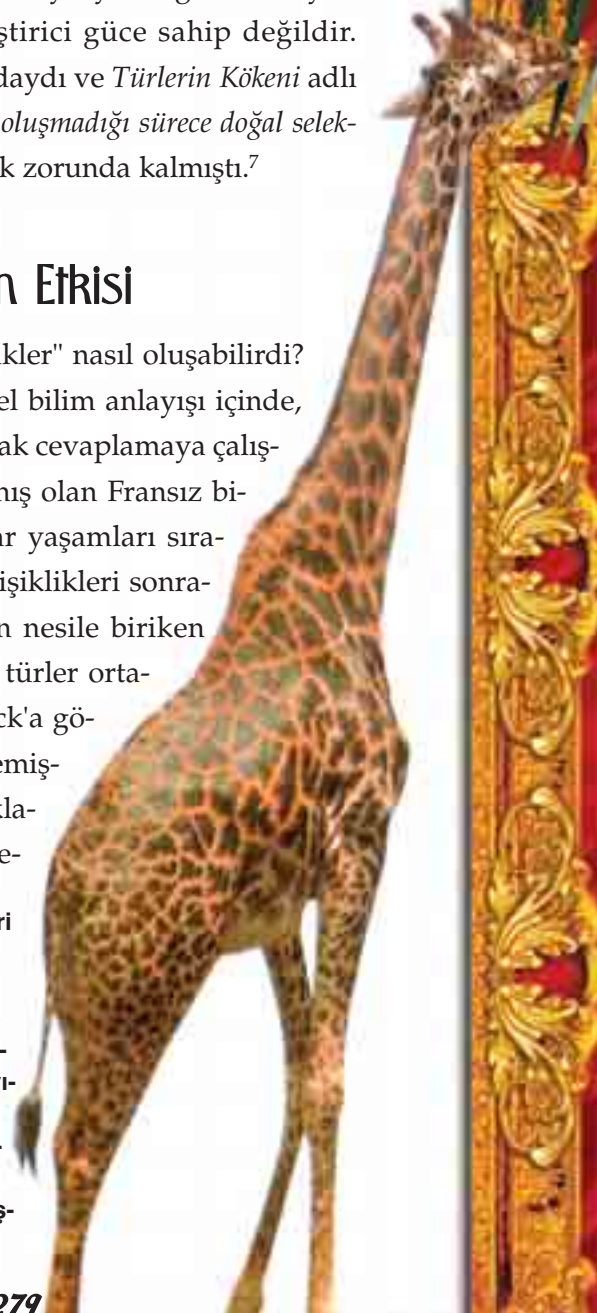 ştirici güce sahip değildir.
daydı ve Türlerin Kökeni adlı
oluşmadığı sürece doğal selek-
k zorunda kalmıştı.7
n Etkisi
ikler" nasıl oluşabilirdi?
el bilim anlayışı içinde,
ak cevaplamaya çalış-
mış olan Fransız bi-
ar yaşamları sıra-
işiklikleri sonra-
n nesile biriken
türler orta-
ck'a gö-
emiş-
kla-
e-
ri
ı-
ş-
279